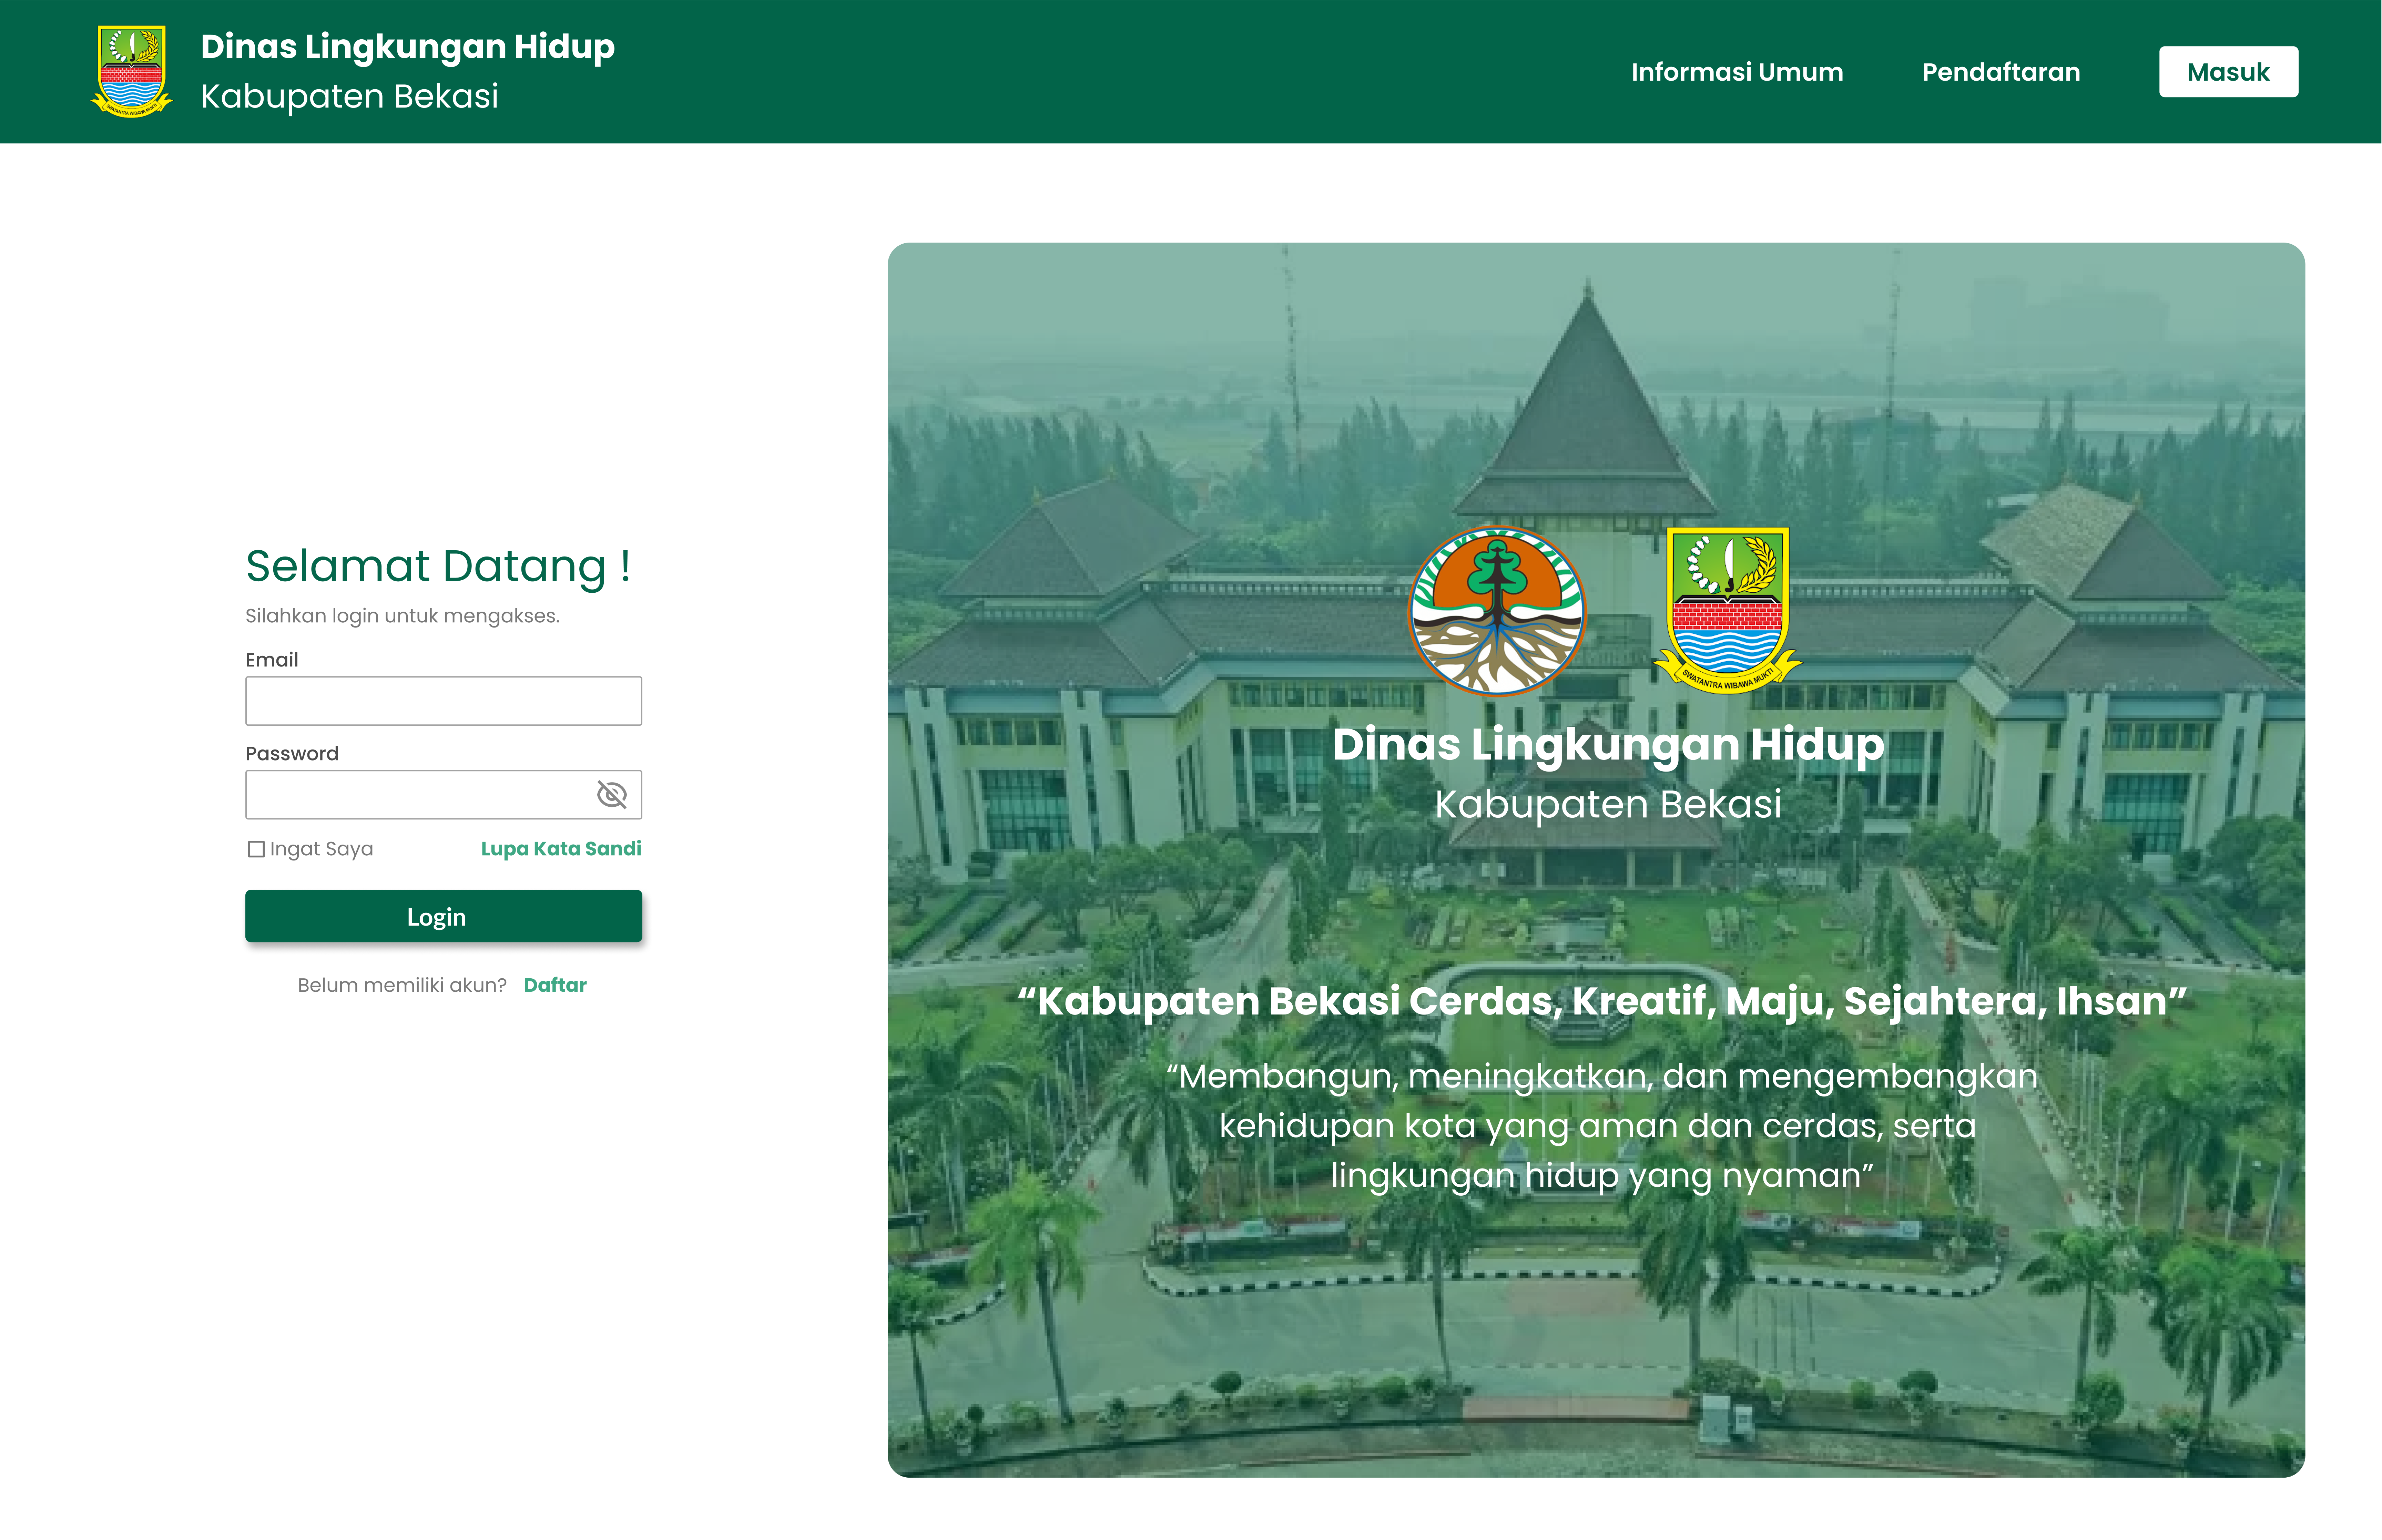 Dinas Lingkungan Hidup
Kabupaten Bekasi
Informasi Umum
Pendaftaran
Masuk
SWATANTRA WIBAWA MUKTI
Selamat Datang !
Silahkan login untuk mengakses.
Email
Password
Ingat Saya
Lupa Kata Sandi
Login
Belum memiliki akun? Daftar
SWATANTRA WIBAWA MUKTI
Dinas Lingkungan Hidup
Kabupaten Bekasi
“Kabupaten Bekasi Cerdas, Kreatif, Maju, Sejahtera, Ihsan”
“Membangun, meningkatkan, dan mengembangkan
kehidupan kota yang aman dan cerdas, serta
lingkungan hidup yang nyaman”